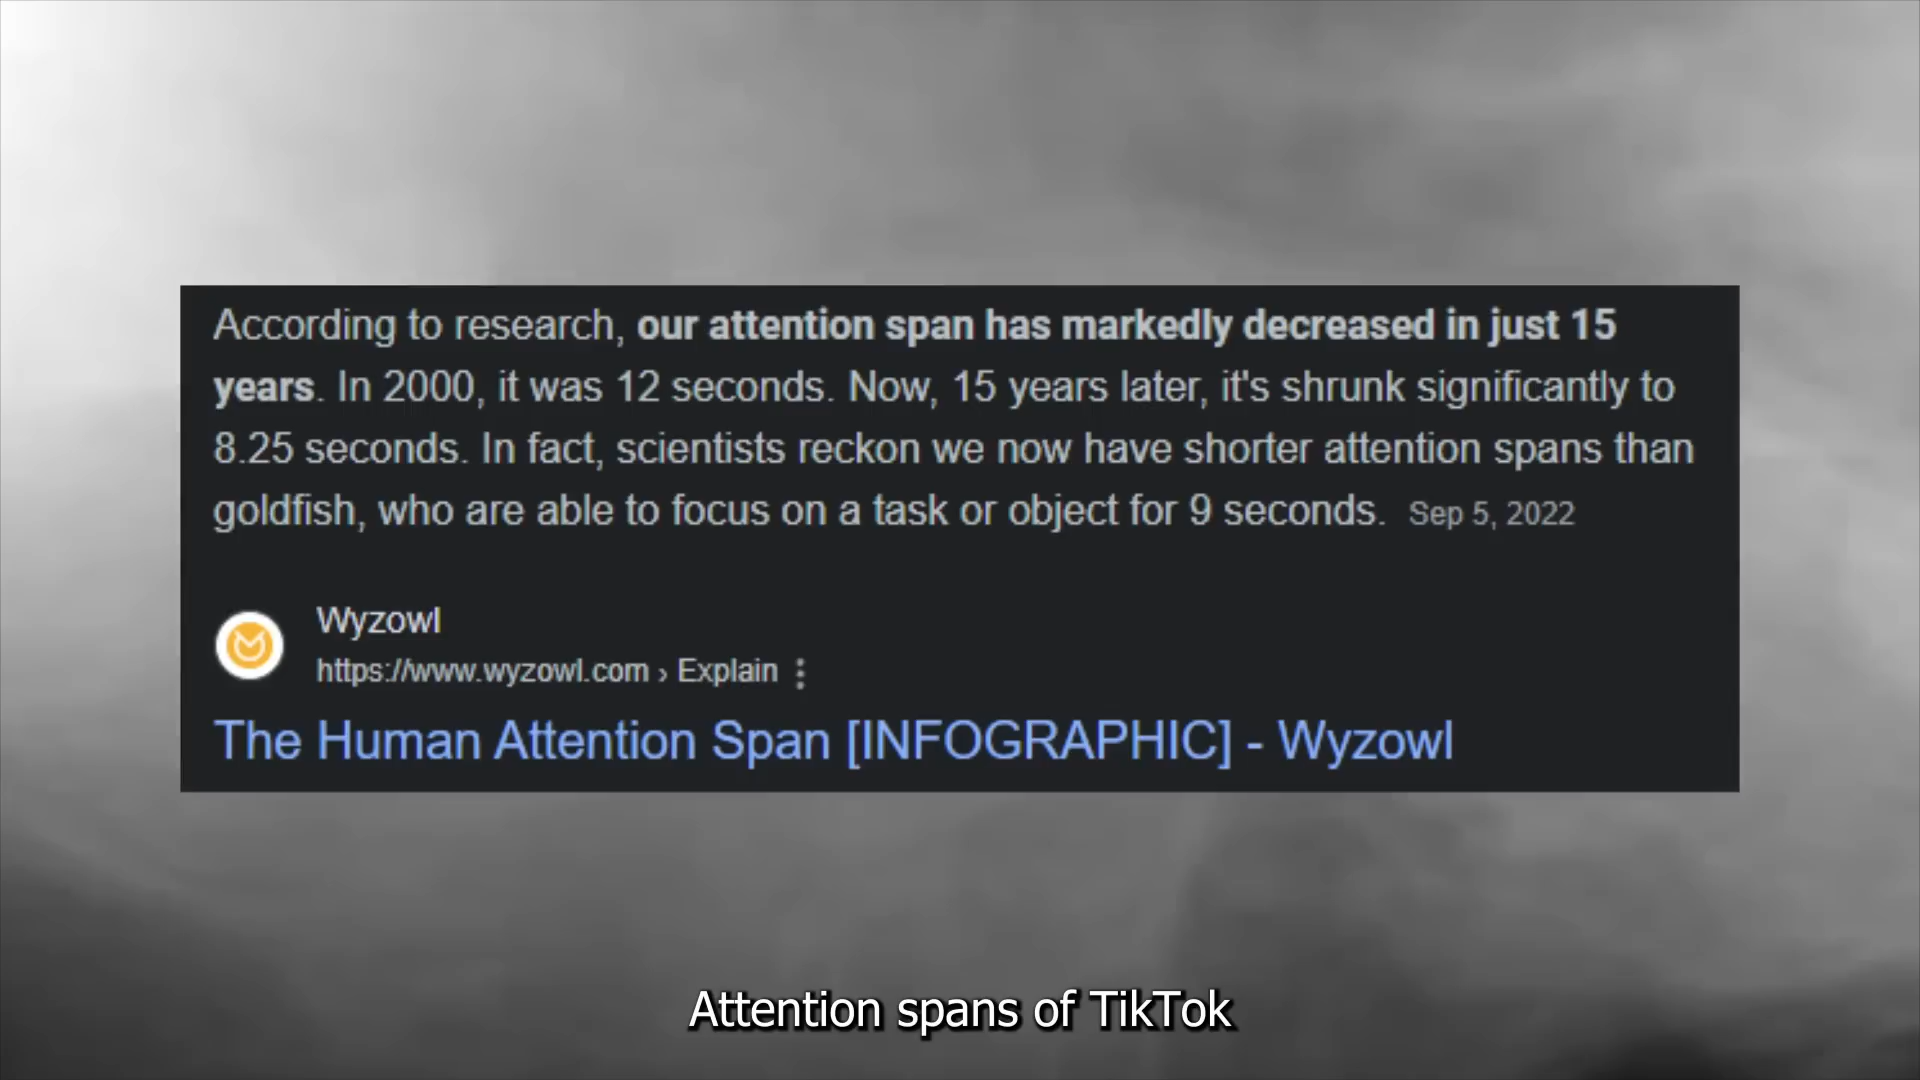 According to research, our attention span has markedly decreased in just 15
years. In 2000, it was 12 seconds. Now, 15 years later, it's shrunk significantly to
8.25 seconds. In fact, scientists reckon we now have shorter attention spans than
goldfish, who are able to focus on a task or object for 9 seconds. Sep 5, 2022
Wyzowl
https://www.wyzowl.com › Explain
The Human Attention Span [INFOGRAPHIC] - Wyzowl
Attention spans of TikTok